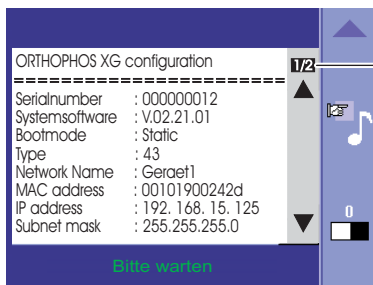 ORTHOPHOS XG configuration
1/2
==========================
Serialnumber : 000000012
Systemsoftware : V.02.21.01
Bootmode : Static
Type : 43
Network Name : Geraet1
MAC address : 00101900242d
IP address : 192. 168. 15. 125
Subnet mask : 255.255.255.0
0
Bitte warten